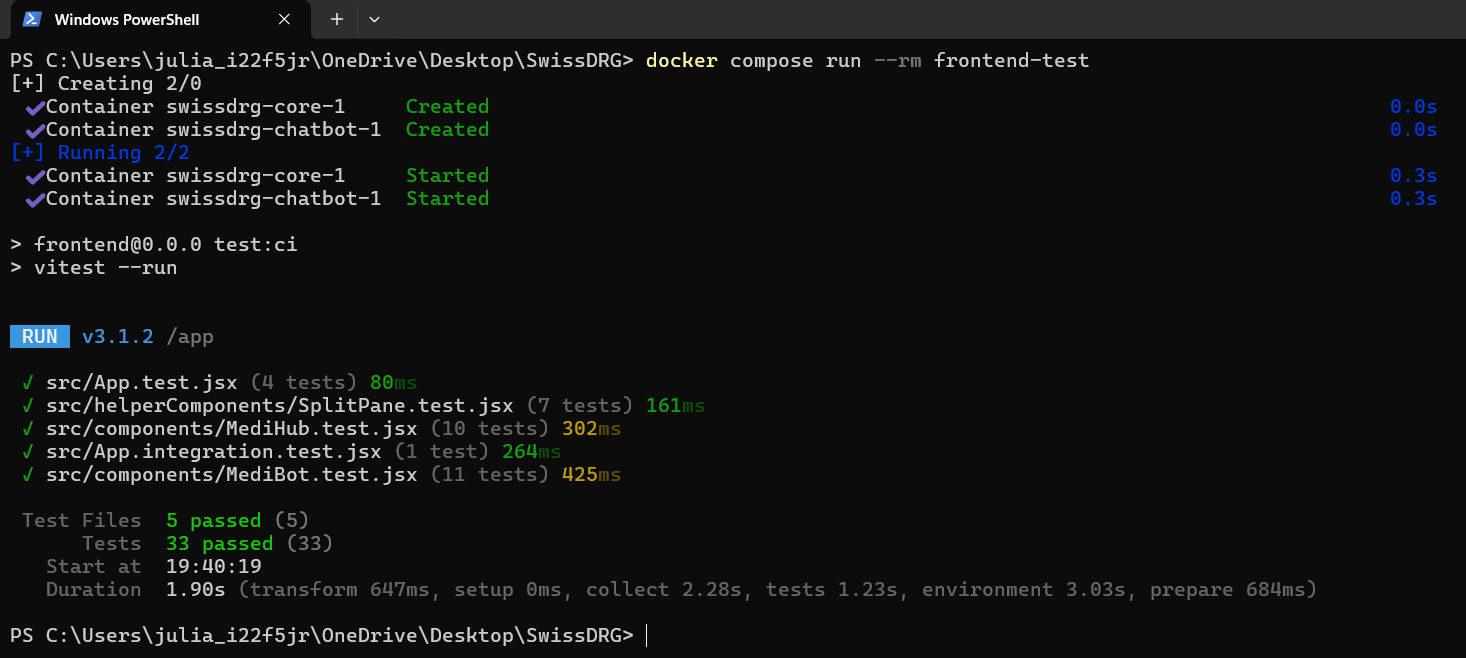 Windows PowerShell
PS C:\Users\julia_i22f5jr\OneDrive\Desktop\SwissDRG> docker compose run --rm frontend-test
[+] Creating 2/0
✔Container swissdrg-core-1 Created 0.0s
✔Container swissdrg-chatbot-1 Created 0.0s
[+] Running 2/2
✔Container swissdrg-core-1 Started 0.3s
✔Container swissdrg-chatbot-1 Started 0.3s
> frontend@0.0.0 test:ci
> vitest --run
RUN v3.1.2 /app
✓ src/App.test.jsx (4 tests) 80ms
✓ src/helperComponents/SplitPane.test.jsx (7 tests) 161ms
✓ src/components/MediHub.test.jsx (10 tests) 302ms
✓ src/App.integration.test.jsx (1 test) 264ms
✓ src/components/MediBot.test.jsx (11 tests) 425ms
Test Files 5 passed (5)
Tests 33 passed (33)
Start at 19:40:19
Duration 1.90s (transform 647ms, setup 0ms, collect 2.28s, tests 1.23s, environment 3.03s, prepare 684ms)
PS C:\Users\julia_i22f5jr\OneDrive\Desktop\SwissDRG>